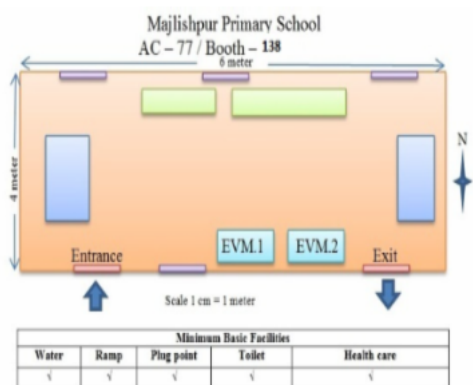 Majlishpur Primary School
AC – 77 / Booth – 138
6 meter
4 meter
N
EVM.1 EVM.2
Entrance Exit
Scale 1 cm = 1 meter
Minimum Basic Facilities
Water Ramp Plug point Toilet Health care
√ √ √ √ √